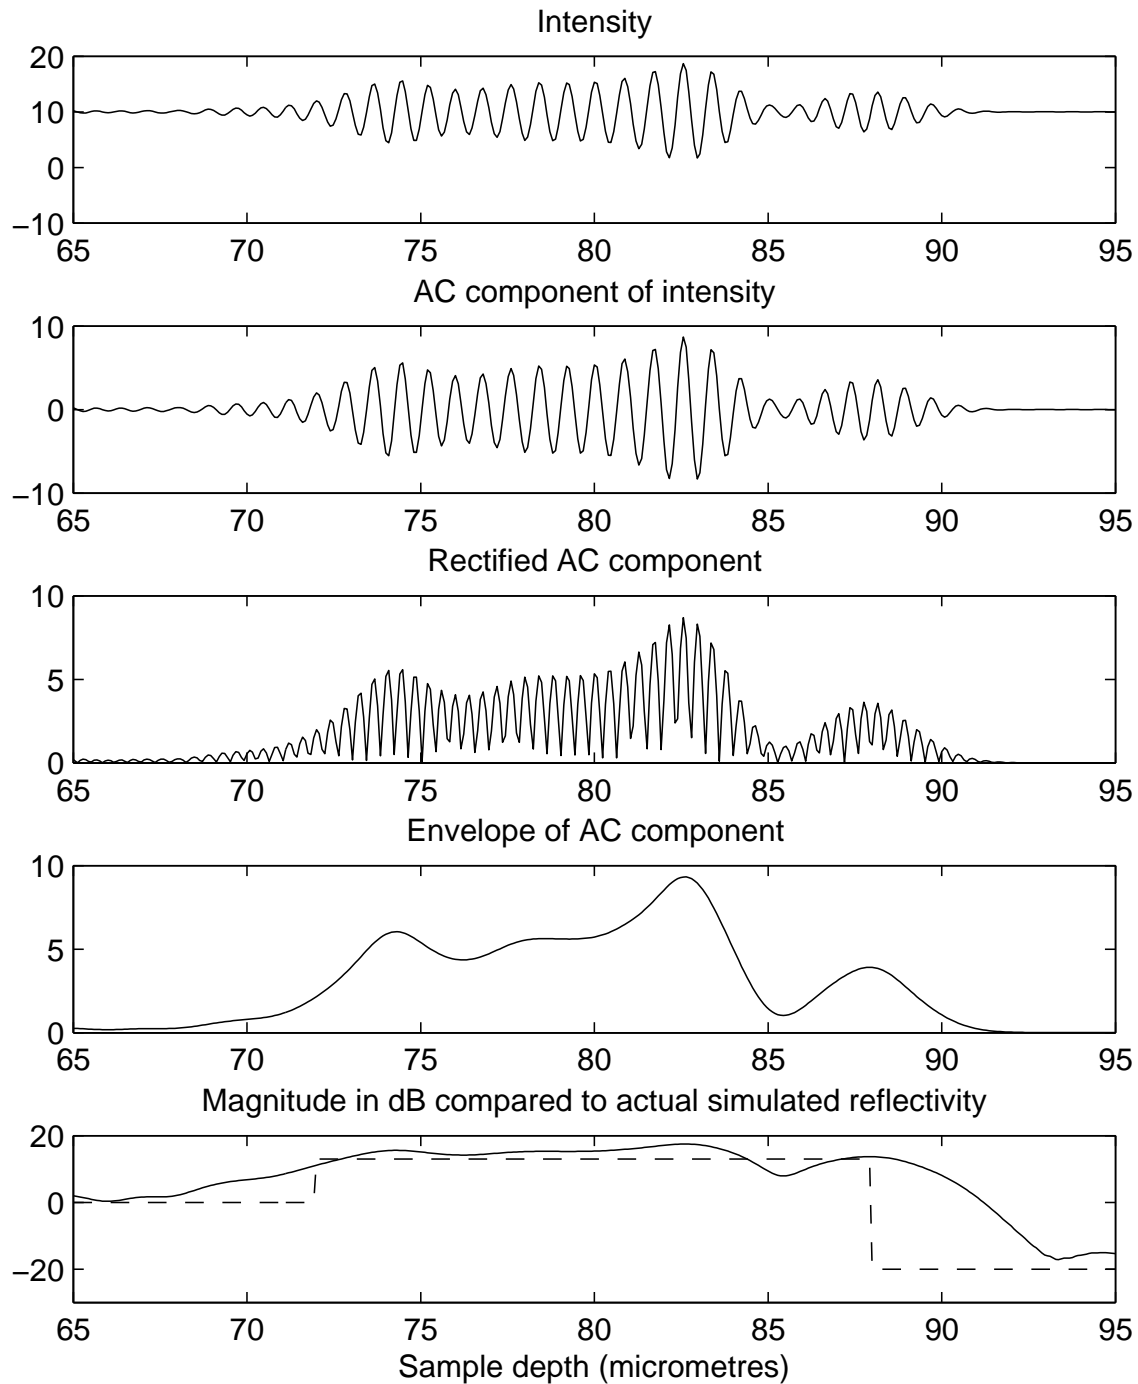 Intensity
20
10
0
−10
65 70 75 80 85 90 95
AC component of intensity
10
0
−10
65 70 75 80 85 90 95
Rectified AC component
10
5
0
65 70 75 80 85 90 95
Envelope of AC component
10
5
0
65 70 75 80 85 90 95
Magnitude in dB compared to actual simulated reflectivity
20
0
−20
65 70 75 80 85 90 95
Sample depth (micrometres)